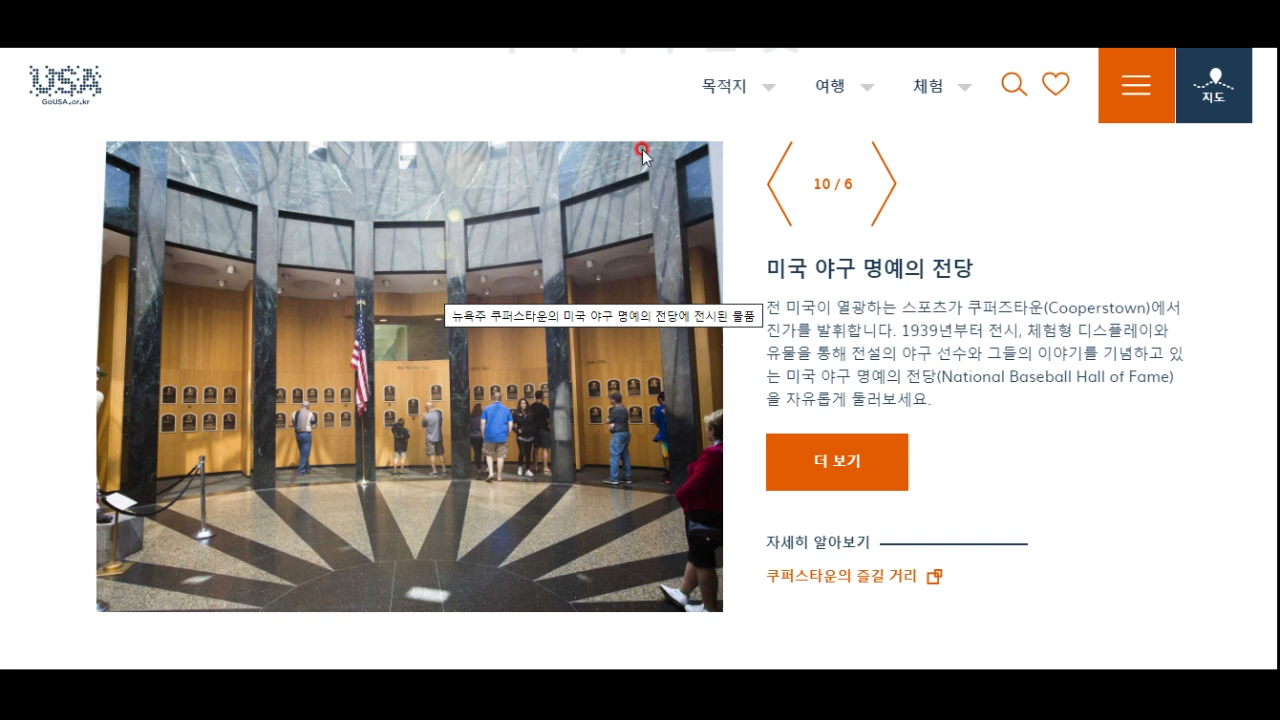 USA
GoUSA.or.kr
목적지
여행
체험
지도
10 / 6
미국 야구 명예의 전당
전 미국이 열광하는 스포츠가 쿠퍼즈타운(Cooperstown)에서
진가를 발휘합니다. 1939년부터 전시, 체험형 디스플레이와
유물을 통해 전설의 야구 선수와 그들의 이야기를 기념하고 있
는 미국 야구 명예의 전당(National Baseball Hall of Fame)
을 자유롭게 둘러보세요.
뉴욕주 쿠퍼스타운의 미국 야구 명예의 전당에 전시된 물품
더 보기
자세히 알아보기
쿠퍼스타운의 즐길 거리